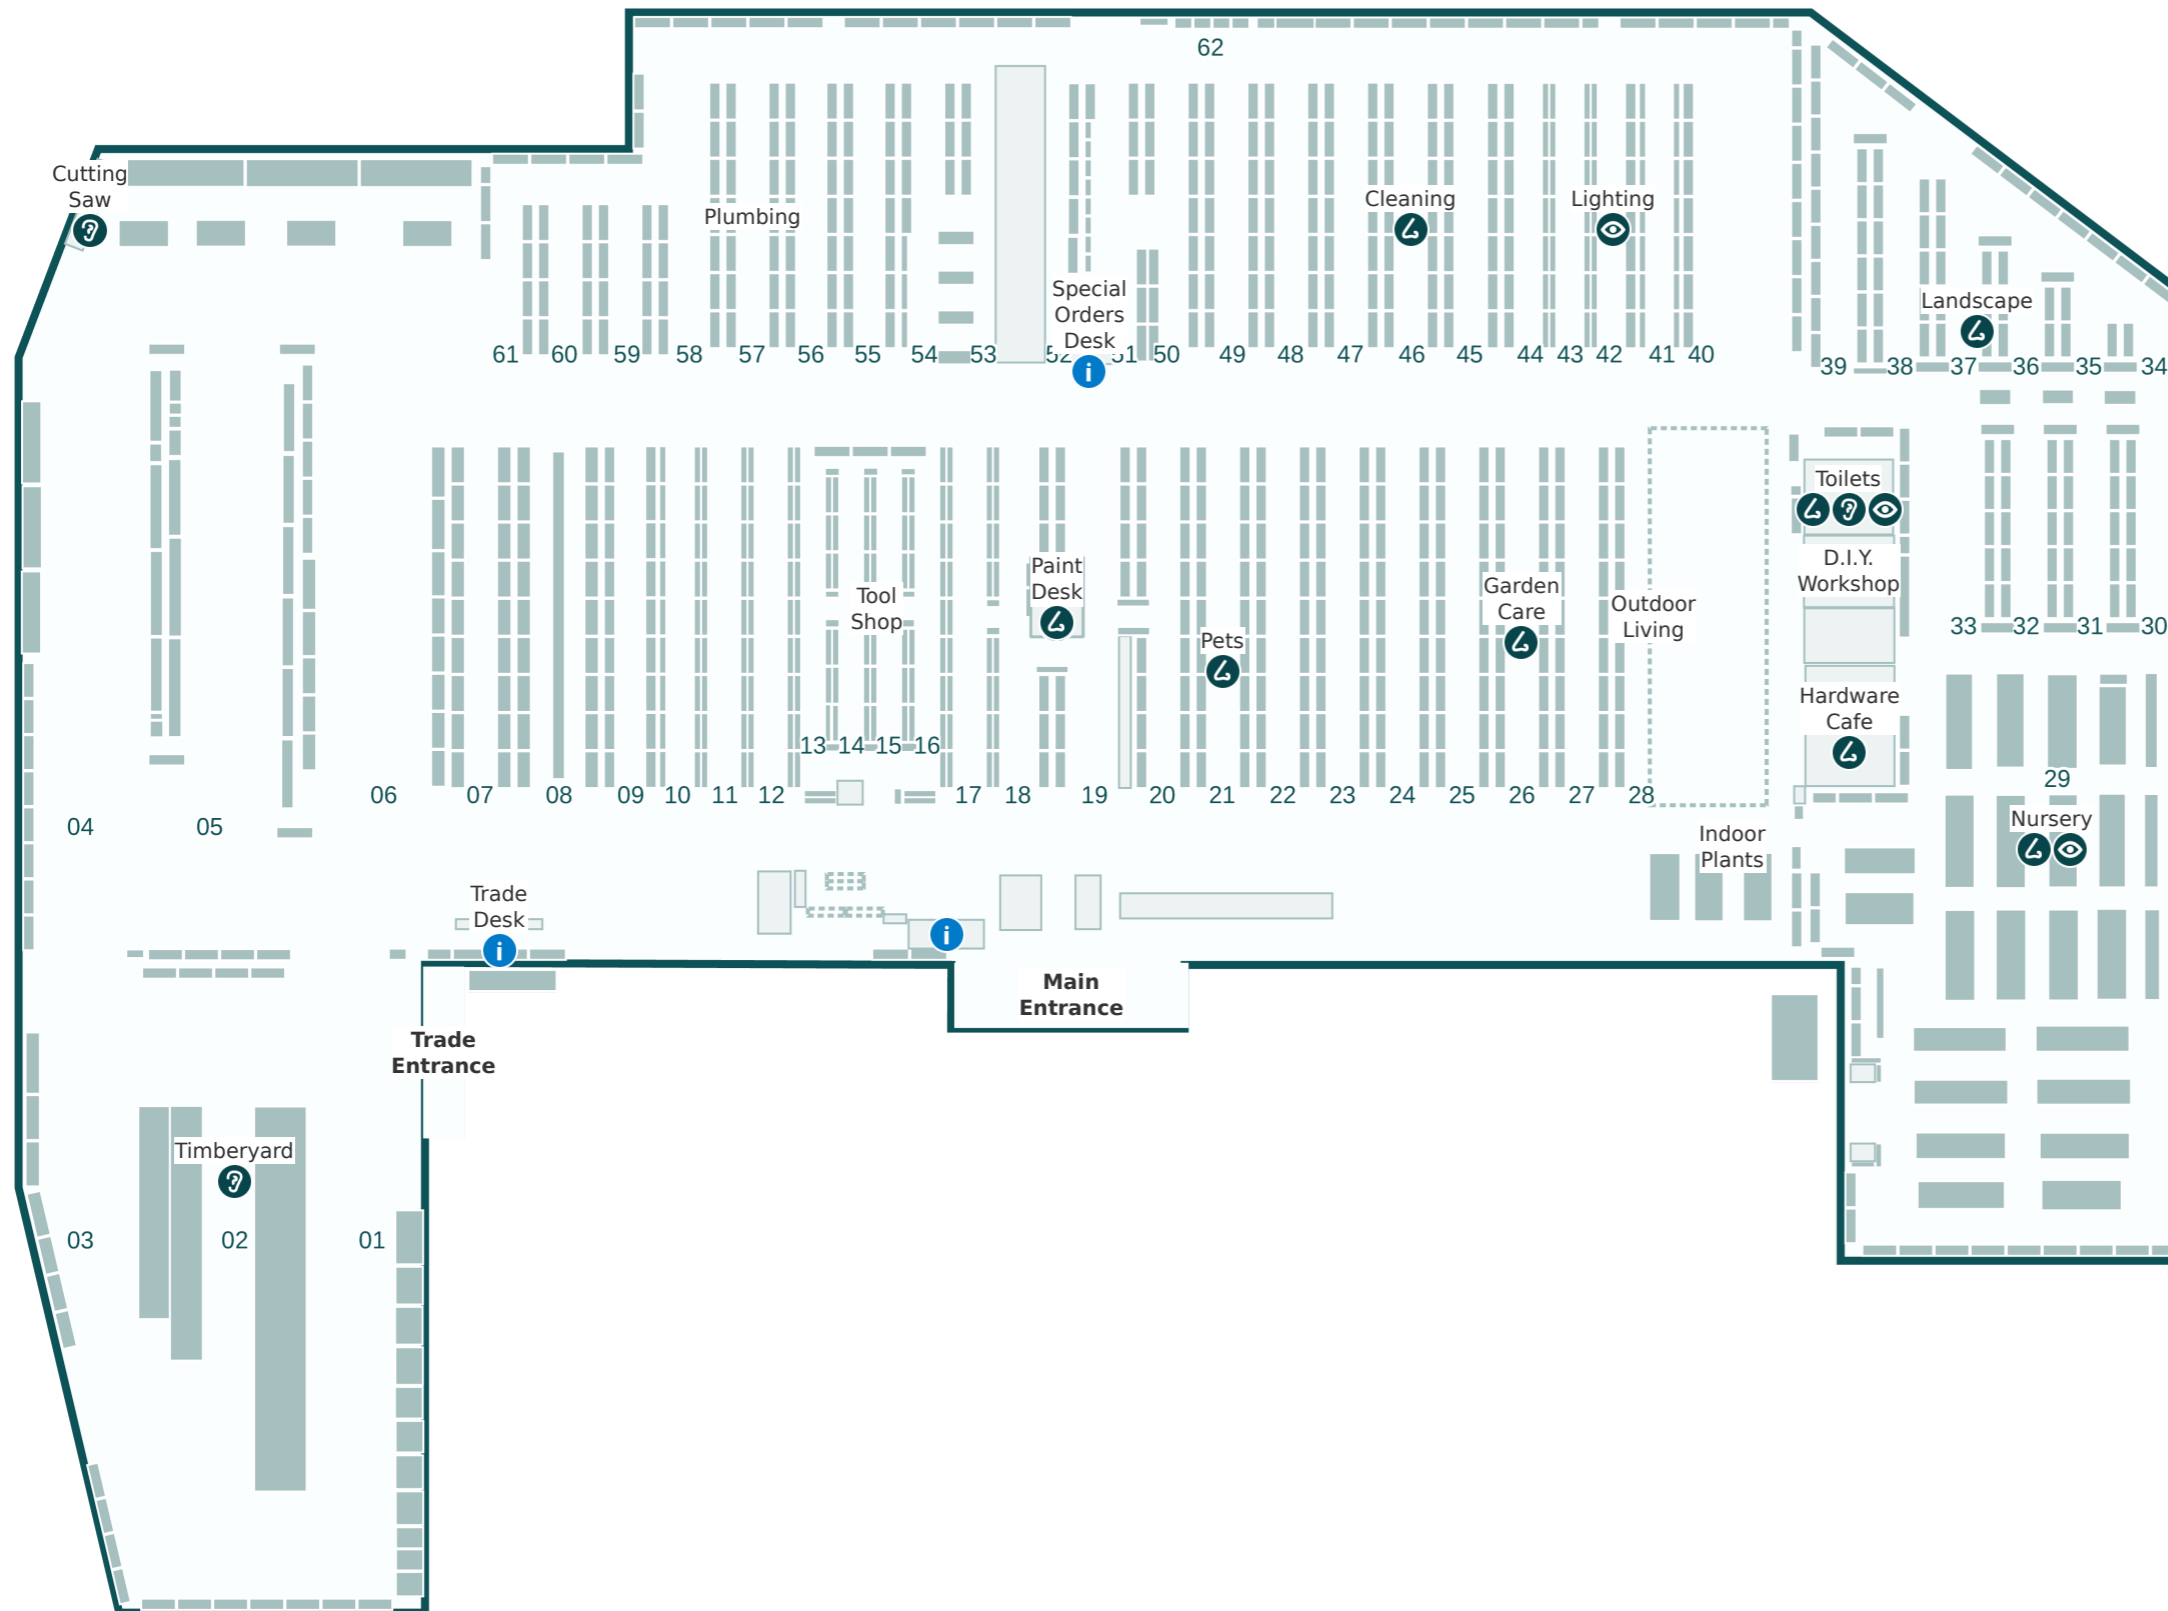 62
Cutting
Saw
Plumbing
Cleaning
Lighting
Special
Orders
Desk
Landscape
61 60 59 58 57 56 55 54 53 52 51 50 49 48 47 46 45 44 43 42 41 40
39 38 37 36 35 34
Toilets
D.I.Y.
Workshop
Paint
Desk
Tool
Shop
Garden
Care
Outdoor
Living
Pets
33 32 31 30
Hardware
Cafe
13 14 15 16
29
06 07 08 09 10 11 12 17 18 19 20 21 22 23 24 25 26 27 28
04 05
Nursery
Indoor
Plants
Trade
Desk
i
i
i
Main
Entrance
Trade
Entrance
Timberyard
03 02 01